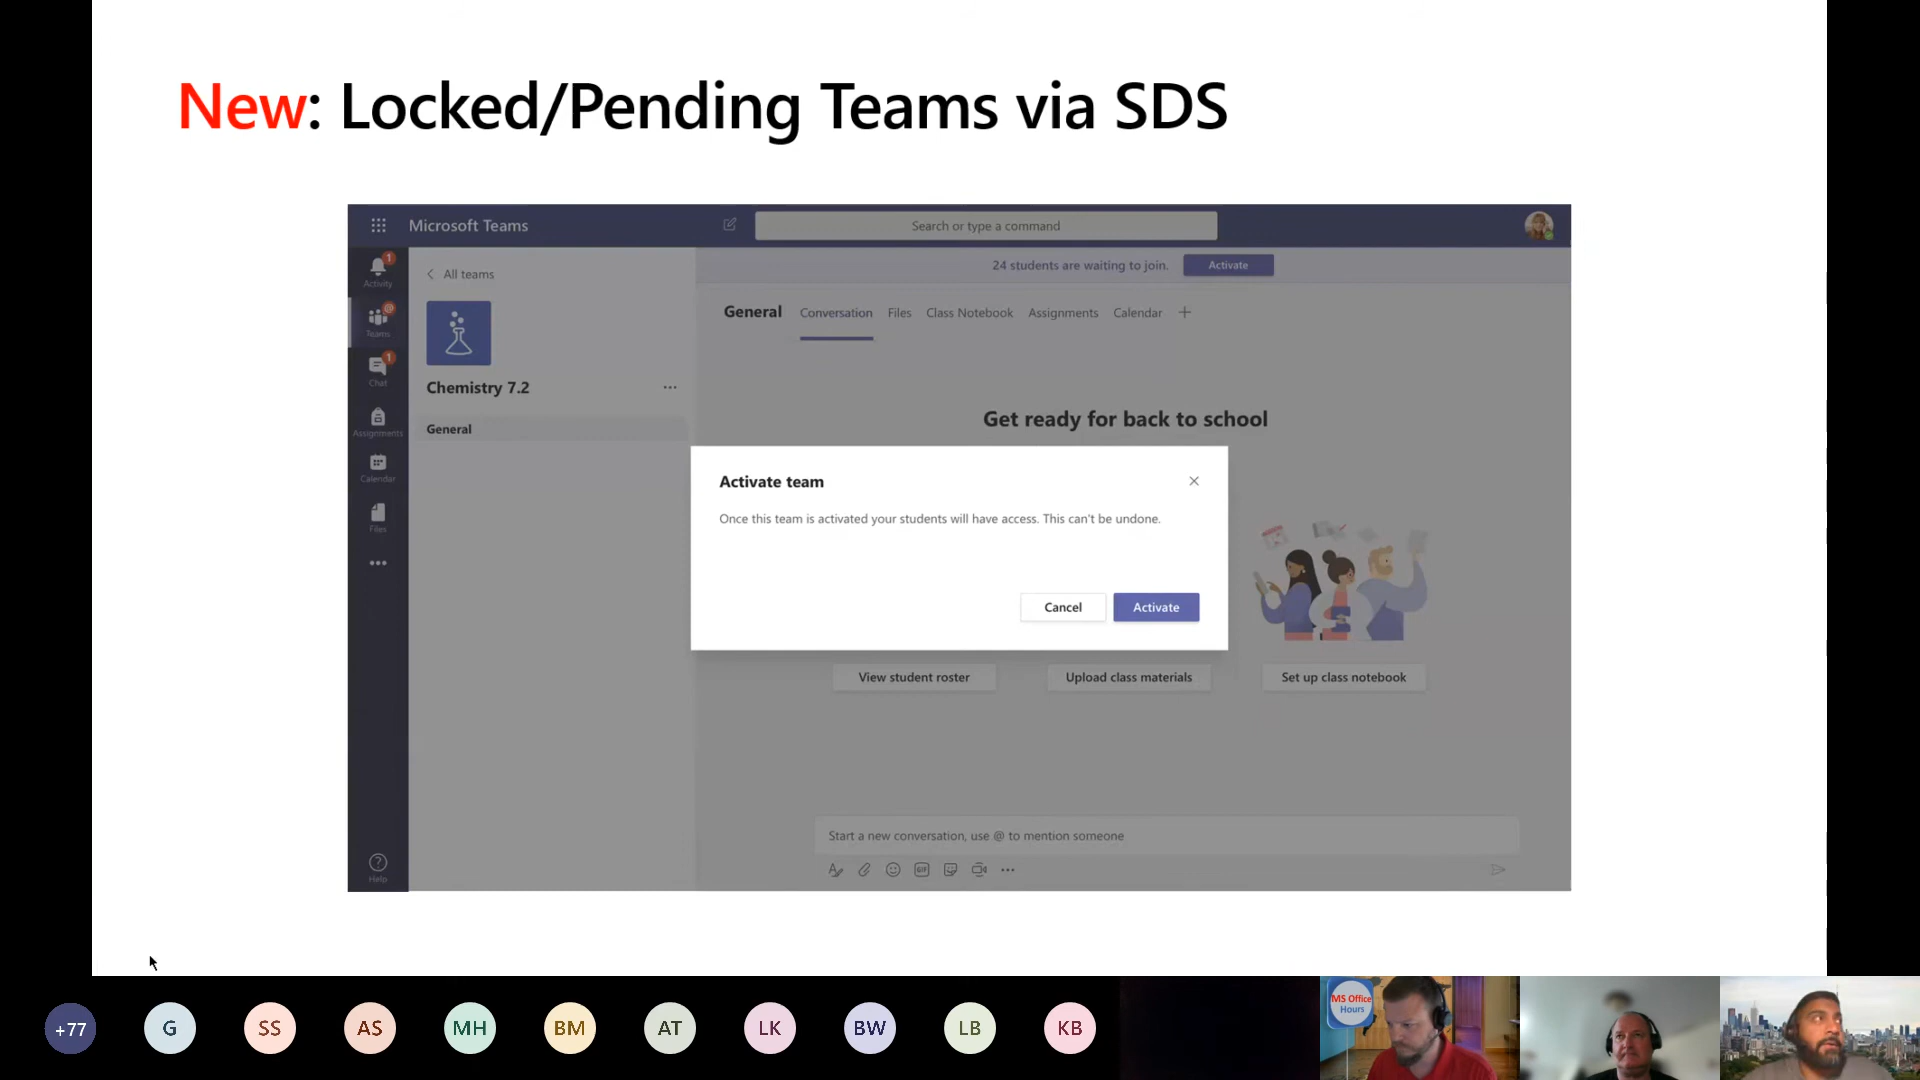 New: Locked/Pending Teams via SDS
Microsoft Teams
Search or type a command
1
Activity
All teams
24 students are waiting to join.
Activate
@
Teams
General
Conversation
Files
Class Notebook
Assignments
Calendar
1
Chat
Chemistry 7.2
Assignments
General
Get ready for back to school
Calendar
Files
Activate team
Once this team is activated your students will have access. This can't be undone.
Cancel
Activate
View student roster
Upload class materials
Set up class notebook
Start a new conversation, use @ to mention someone
GIF
?
Help
+77
G
SS
AS
MH
BM
AT
LK
BW
LB
KB
MS Office
Hours